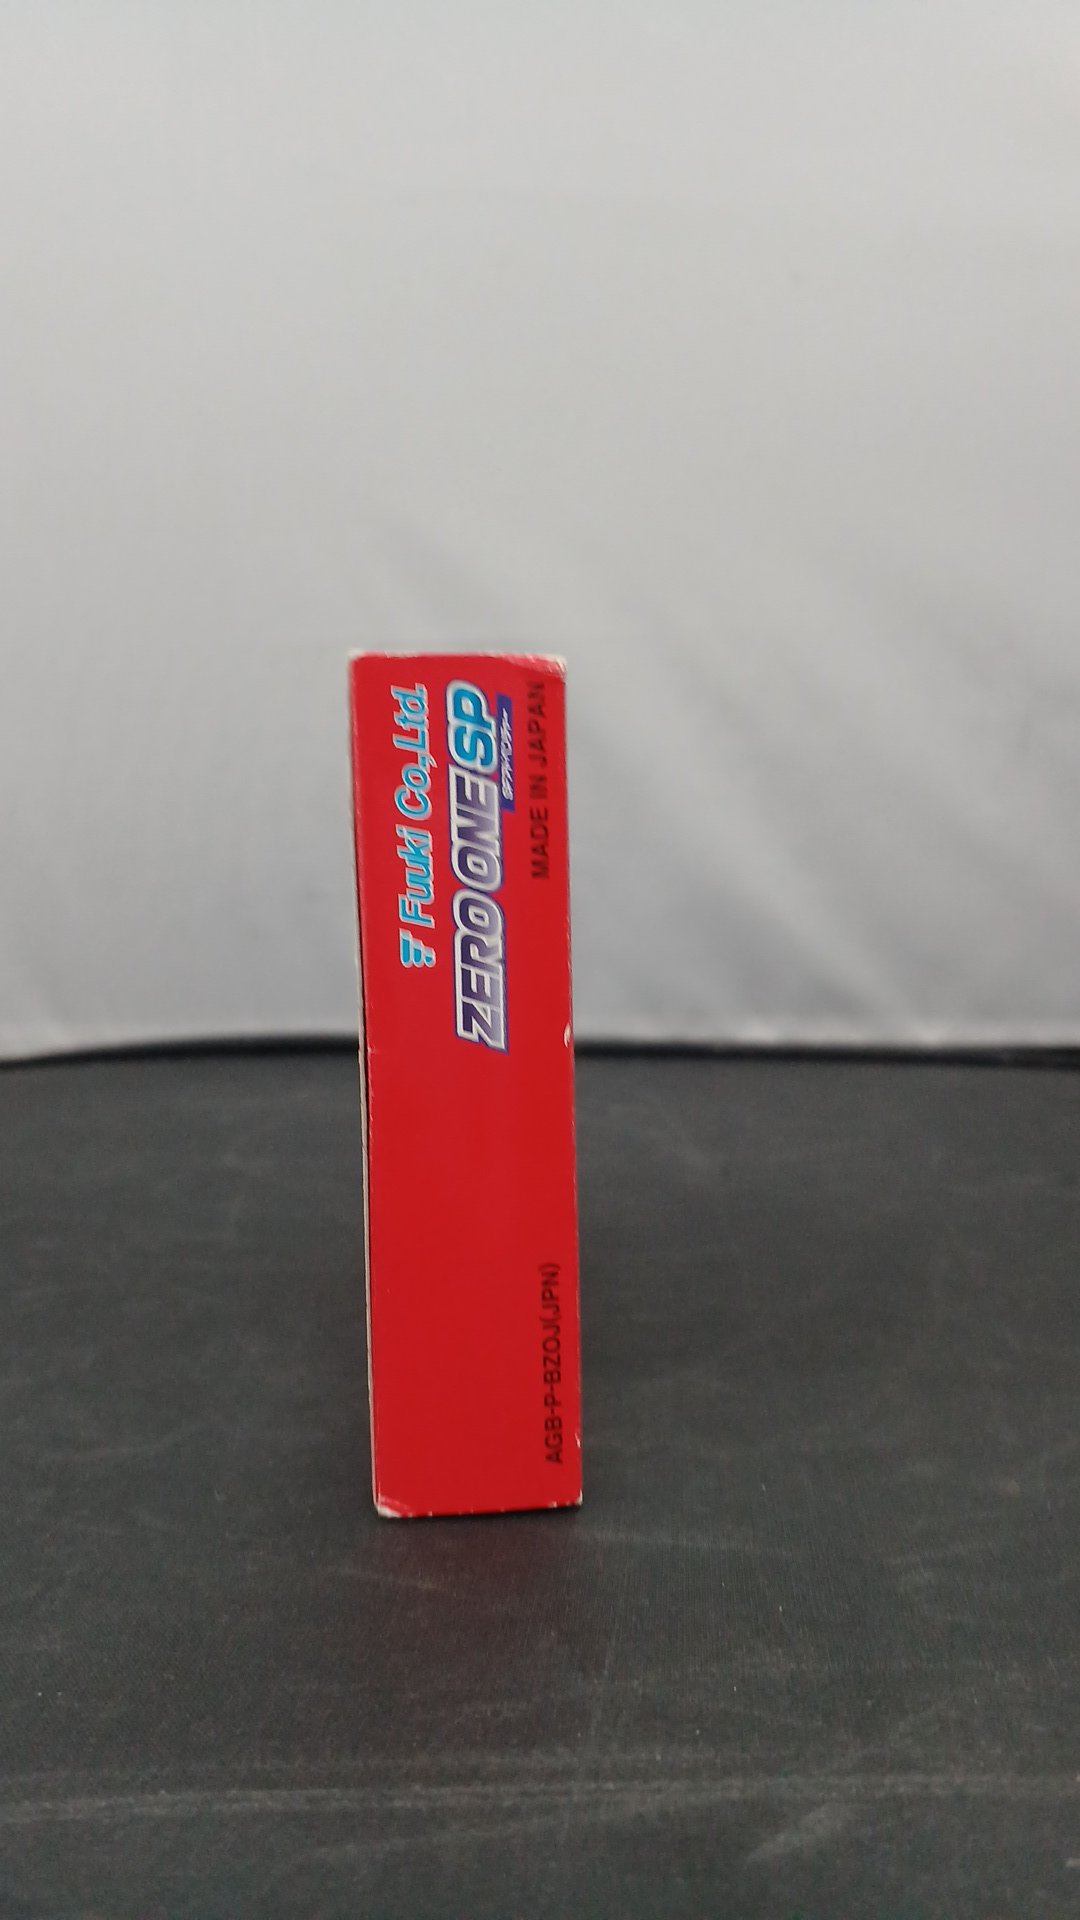 Fuuki Co.,Ltd.
ZERO ONE SP
MADE IN JAPAN
AGB-P-BZOJ(JPN)